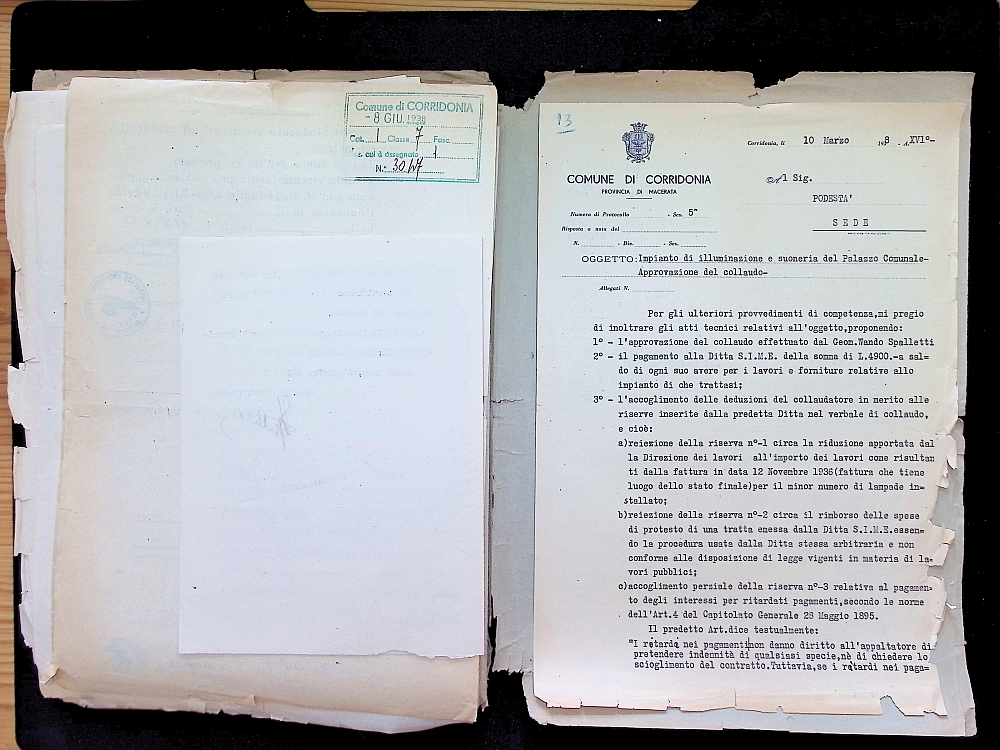 Comune di CORRIDONIA
- 8 GIU. 1938
Cat. 1 Classe 7 Fasc.
cui è assegnato 1
N.° 30/17
13
Corridonia, li 10 Marzo 1938 - A. XVI°-
COMUNE DI CORRIDONIA
PROVINCIA DI MACERATA
Al Sig.
PODESTA'
SEDE
Numero di Protocollo - Sez. 5^
Risposta a nota del
N. - Div. - Sez.
OGGETTO: Impianto di illuminazione e suoneria del Palazzo Comunale-
Approvazione del collaudo-
Allegati N.
Per gli ulteriori provvedimenti di competenza,mi pregio
di inoltrare gli atti tecnici relativi all'oggetto,proponendo:
1° - l'approvazione del collaudo effettuato dal Geom.Wando Spalletti
2° - il pagamento alla Ditta S.I.M.E. della somma di L.4900.-a sal=
do di ogni suo avere per i lavori e forniture relative allo
impianto di che trattasi;
3° - l'accoglimento delle deduzioni del collaudatore in merito alle
riserve inserite dalla predetta Ditta nel verbale di collaudo,
e cioè:
a)reiezione della riserva n°-1 circa la riduzione apportata dal
la Direzione dei lavori all'importo dei lavori come risultan
ti dalla fattura in data 12 Novembre 1936(fattura che tiene
luogo dello stato finale)per il minor numero di lampade in=
stallato;
b)reiezione della riserva n°-2 circa il rimborso delle spese
di protesto di una tratta emessa dalla Ditta S.I.M.E.essen=
do la procedura usata dalla Ditta stessa arbitraria e non
conforme alle disposizione di legge vigenti in materia di la=
vori pubblici;
c)accoglimento perziale della riserva n°-3 relativa al pagamen=
to degli interessi per ritardati pagamenti,secondo le norme
dell'Art.4 del Capitolato Generale 28 Maggio 1895.
Il predetto Art.dice testualmente:
"I retardi nei pagamenti non danno diritto all'appaltatore di
pretendere indennità di qualsiasi specie,nè di chiedere lo
scioglimento del contratto.Tuttavia,se i ritardi nei paga=